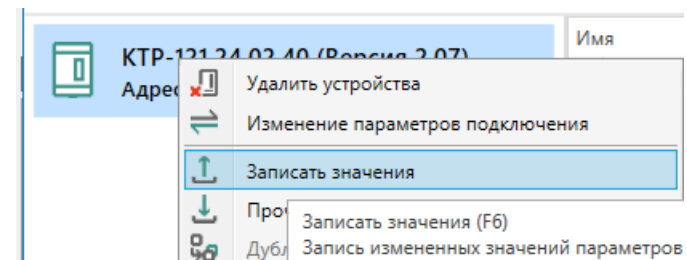 КТР-121.24.02.40 (Версия 2.07)
Имя
Адрес
Удалить устройства
Изменение параметров подключения
Записать значения
Записать значения (F6)
Запись измененных значений параметров